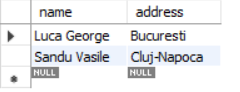 name address
Luca George Bucuresti
Sandu Vasile Cluj-Napoca
NULL NULL